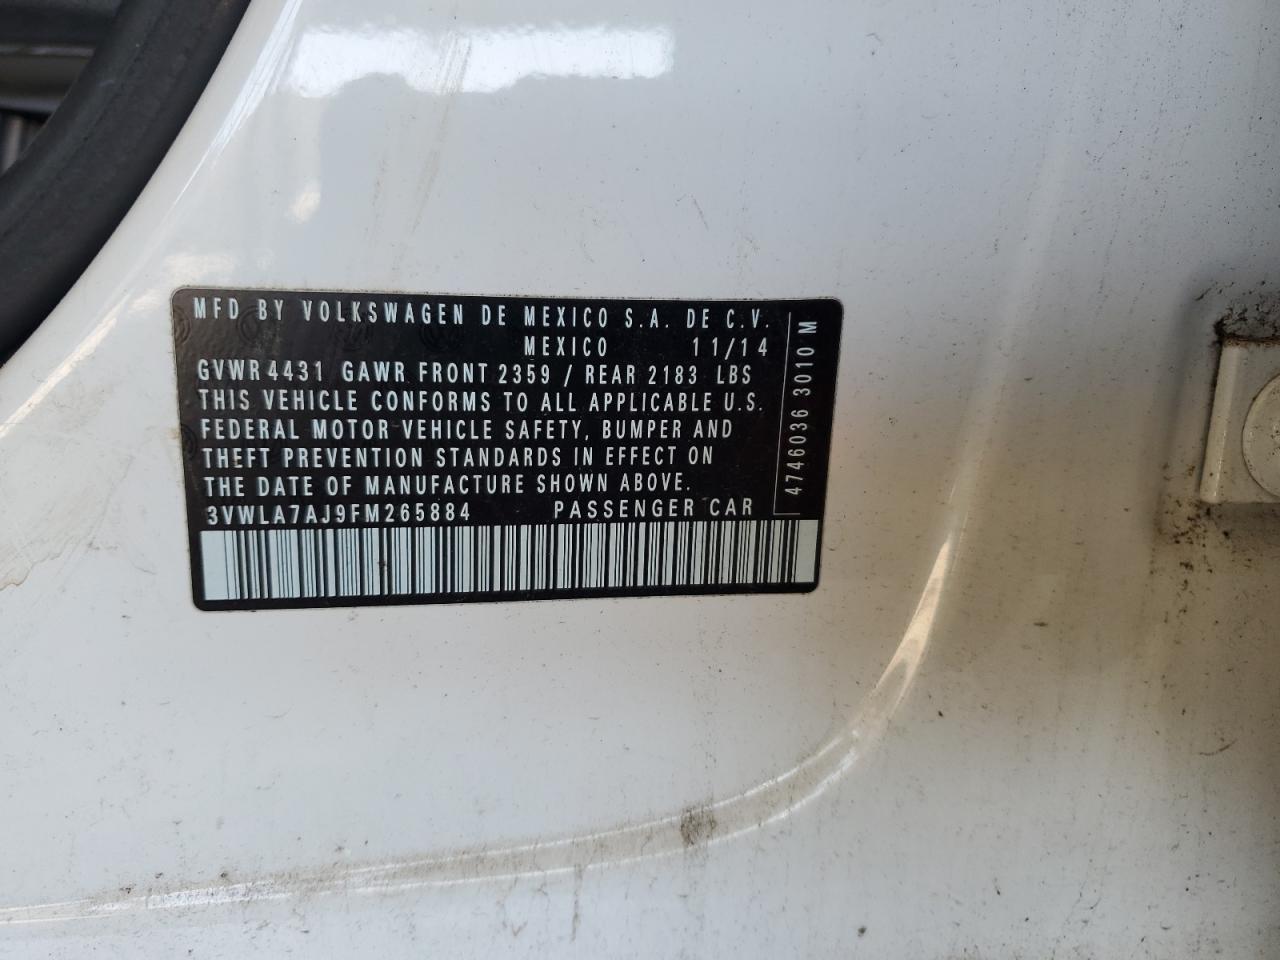 MFD BY VOLKSWAGEN DE MEXICO S.A. DE C.V.
MEXICO 11/14
GVWR 4431 GAWR FRONT 2359 / REAR 2183 LBS
THIS VEHICLE CONFORMS TO ALL APPLICABLE U.S.
FEDERAL MOTOR VEHICLE SAFETY, BUMPER AND
THEFT PREVENTION STANDARDS IN EFFECT ON
THE DATE OF MANUFACTURE SHOWN ABOVE.
3VWLA7AJ9FM265884 PASSENGER CAR
4746036 3010 M